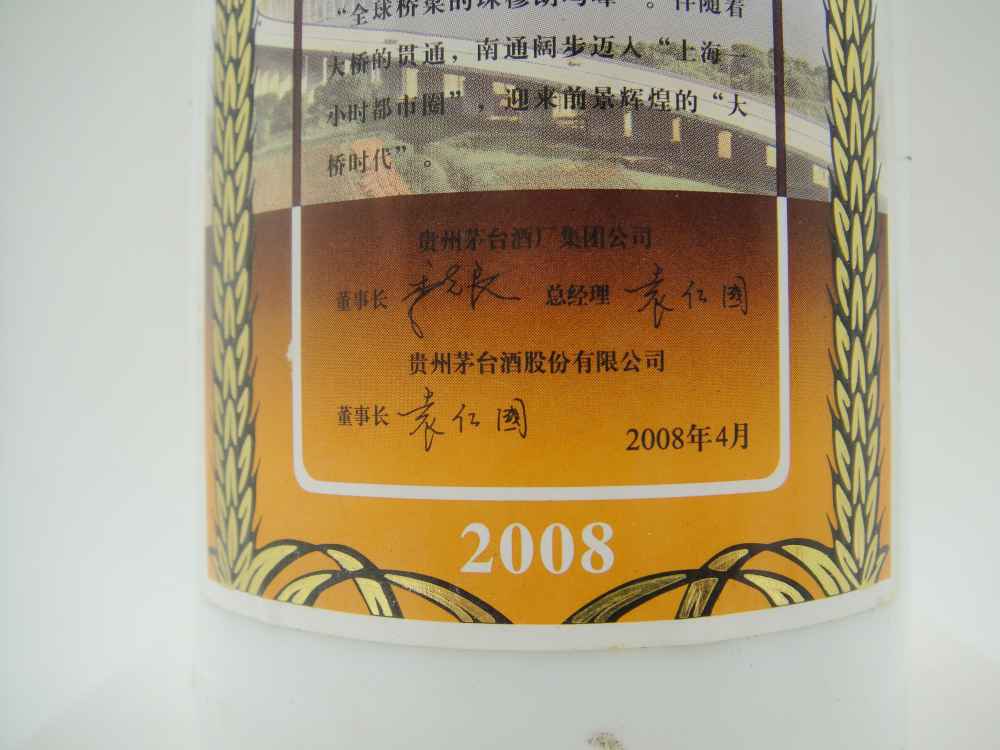 “全球桥梁的珠穆朗玛峰”。伴随着
大桥的贯通，南通阔步迈入“上海一
小时都市圈”，迎来前景辉煌的“大
桥时代”。
贵州茅台酒厂集团公司
董事长 季克良 总经理 袁仁国
贵州茅台酒股份有限公司
董事长 袁仁国
2008年4月
2008